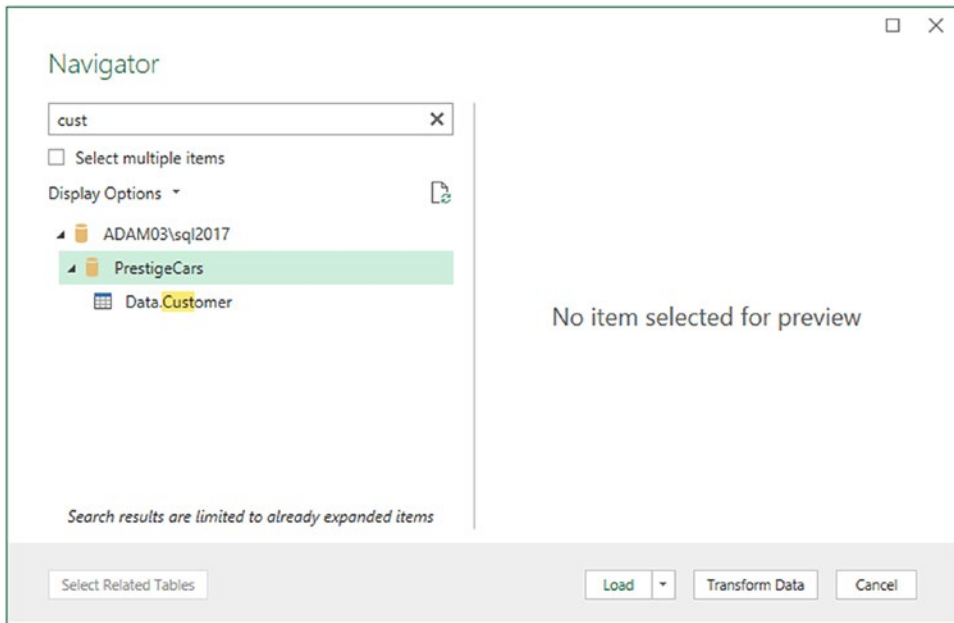 Navigator
cust
Select multiple items
Display Options
ADAM03\sql2017
PrestigeCars
Data.Customer
No item selected for preview
Search results are limited to already expanded items
Select Related Tables
Load
Transform Data
Cancel